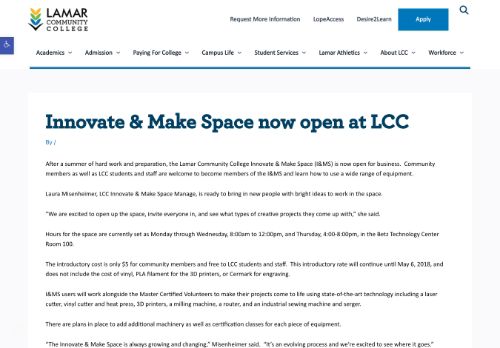 LAMAR
COMMUNITY
COLLEGE
Request More Information LopeAccess Desire2Learn Apply
Academics Admission Paying For College Campus Life Student Services Lamar Athletics About LCC Workforce
Innovate & Make Space now open at LCC
By /
After a summer of hard work and preparation, the Lamar Community College Innovate & Make Space (I&MS) is now open for business. Community
members as well as LCC students and staff are welcome to become members of the I&MS and learn how to use a wide range of equipment.
Laura Misenheimer, LCC Innovate & Make Space Manage, is ready to bring in new people with bright ideas to work in the space.
"We are excited to open up the space, invite everyone in, and see what types of creative projects they come up with," she said.
Hours for the space are currently set as Monday through Wednesday, 8:00am to 12:00pm, and Thursday, 4:00-8:00pm, in the Betz Technology Center
Room 100.
The introductory cost is only $5 for community members and free to LCC students and staff. This introductory rate will continue until May 6, 2018, and
does not include the cost of vinyl, PLA filament for the 3D printers, or Cermark for engraving.
I&MS users will work alongside the Master Certified Volunteers to make their projects come to life using state-of-the-art technology including a laser
cutter, vinyl cutter and heat press, 3D printers, a milling machine, a router, and an industrial sewing machine and serger.
There are plans in place to add additional machinery as well as certification classes for each piece of equipment.
"The Innovate & Make Space is always growing and changing," Misenheimer said. "It's an evolving process and we're excited to see where it goes."